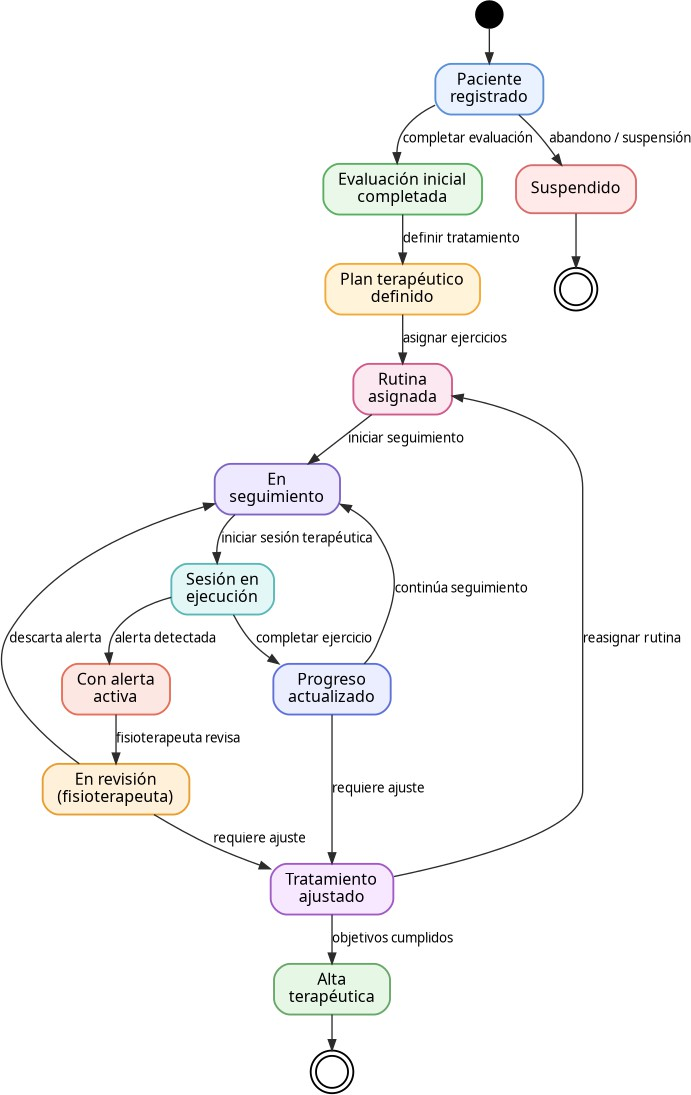 Paciente
registrado
completar evaluación
abandono / suspensión
Evaluación inicial
completada
Suspendido
definir tratamiento
Plan terapéutico
definido
asignar ejercicios
Rutina
asignada
iniciar seguimiento
En
seguimiento
iniciar sesión terapéutica
Sesión en
ejecución
continúa seguimiento
descarta alerta
alerta detectada
completar ejercicio
reasignar rutina
Con alerta
activa
Progreso
actualizado
fisioterapeuta revisa
En revisión
(fisioterapeuta)
requiere ajuste
requiere ajuste
Tratamiento
ajustado
objetivos cumplidos
Alta
terapéutica